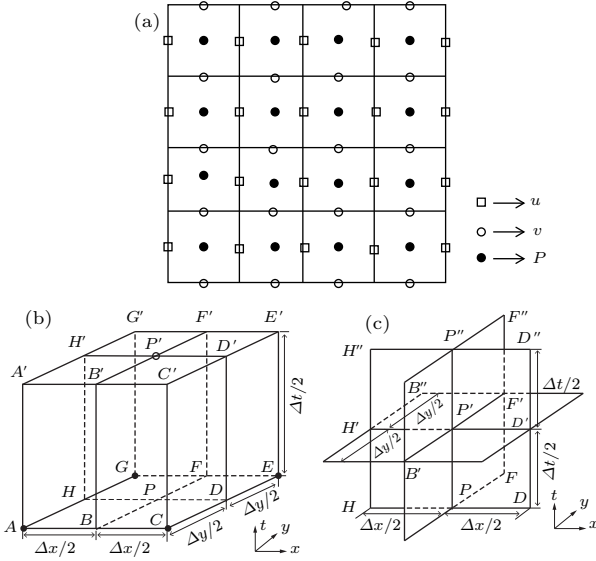 (a)
u
v
P
(b)
G′ F′ E′
H′ P′ D′
A′ B′ C′
Δt/2
G F E
H P D
A B C
Δy/2
Δy/2
Δx/2 Δx/2
t
y
x
(c)
F″
P″
H″ D″
B″ Δt/2
F′
H′ P′ D′
Δy/2
Δy/2
B′
Δt/2
F
H P D
Δx/2 Δx/2
t
y
x